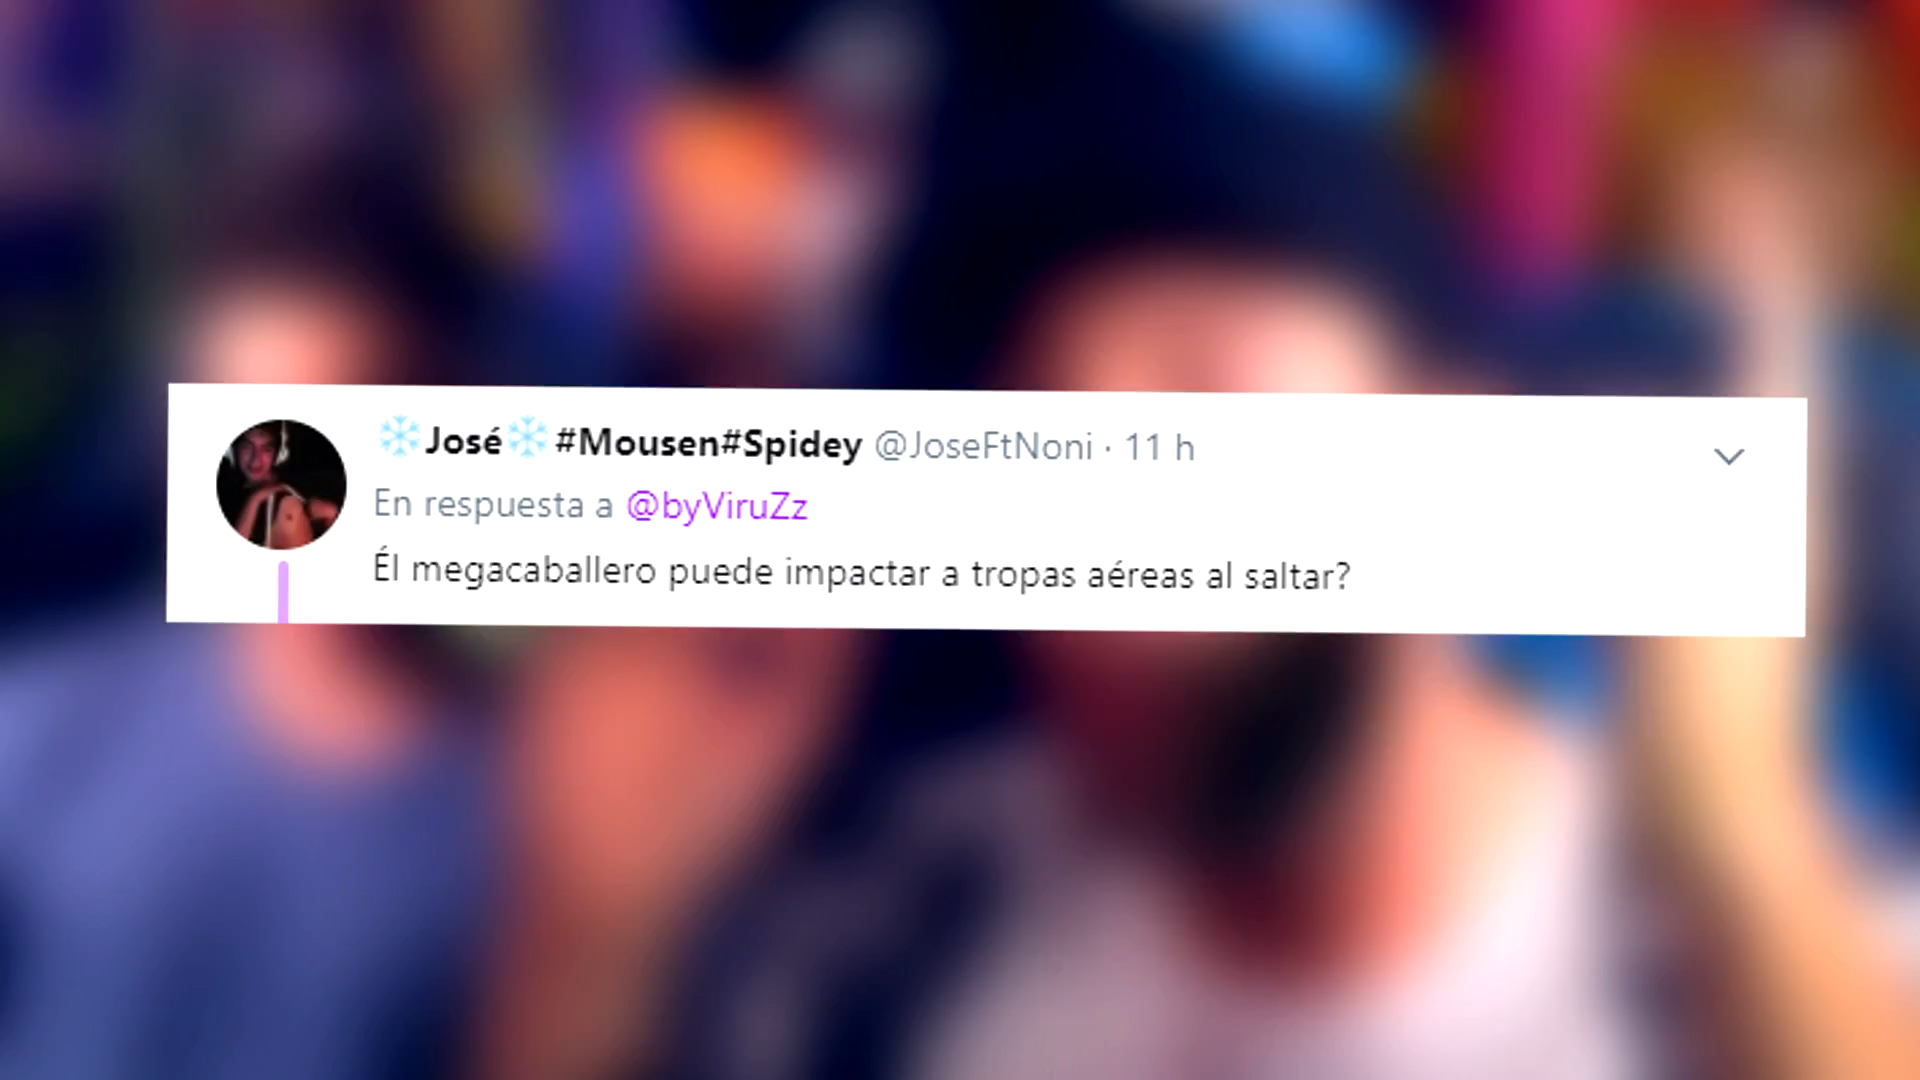 ❄José❄#Mousen#Spidey @JoseFtNoni · 11 h
En respuesta a @byViruZz
Él megacaballero puede impactar a tropas aéreas al saltar?